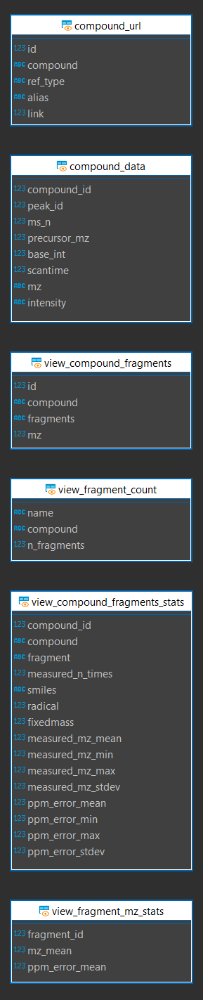 compound_url
123 id
ABC compound
ABC ref_type
ABC alias
123 link
compound_data
123 compound_id
123 peak_id
123 ms_n
123 precursor_mz
123 base_int
123 scantime
ABC mz
ABC intensity
view_compound_fragments
123 id
ABC compound
ABC fragments
123 mz
view_fragment_count
ABC name
ABC compound
123 n_fragments
view_compound_fragments_stats
123 compound_id
ABC compound
ABC fragment
123 measured_n_times
ABC smiles
123 radical
123 fixedmass
123 measured_mz_mean
123 measured_mz_min
123 measured_mz_max
123 measured_mz_stdev
123 ppm_error_mean
123 ppm_error_min
123 ppm_error_max
123 ppm_error_stdev
view_fragment_mz_stats
123 fragment_id
123 mz_mean
123 ppm_error_mean